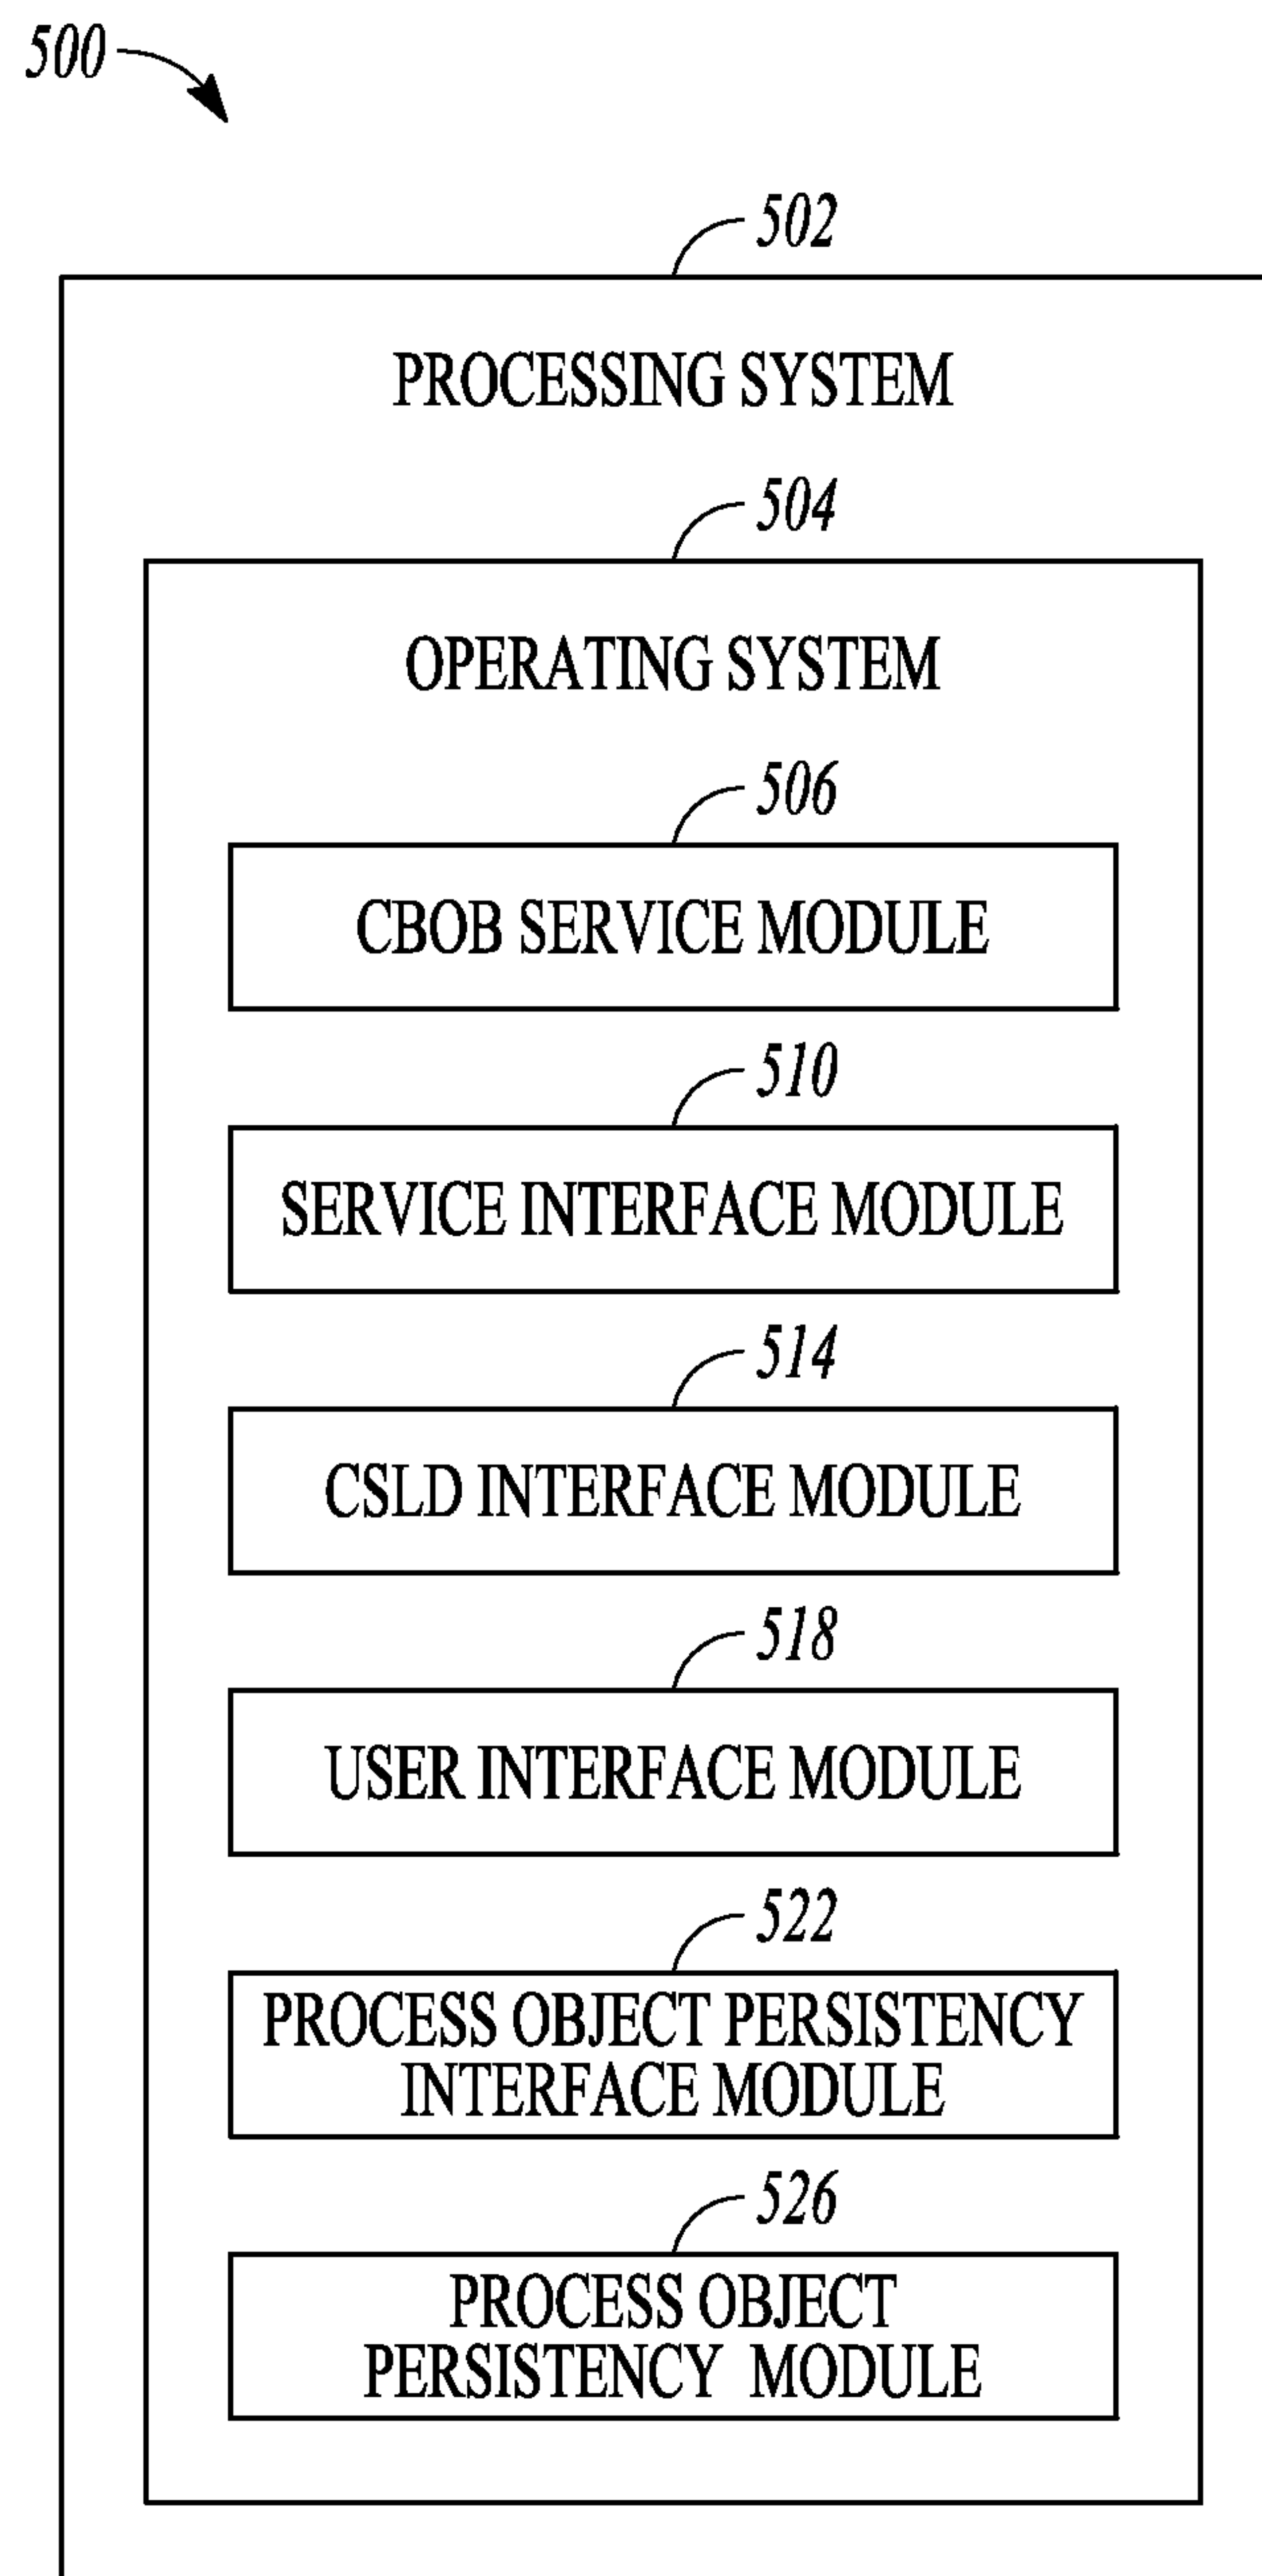 500
502
PROCESSING SYSTEM
504
OPERATING SYSTEM
506
CBOB SERVICE MODULE
510
SERVICE INTERFACE MODULE
514
CSLD INTERFACE MODULE
518
USER INTERFACE MODULE
522
PROCESS OBJECT PERSISTENCY
INTERFACE MODULE
526
PROCESS OBJECT
PERSISTENCY MODULE